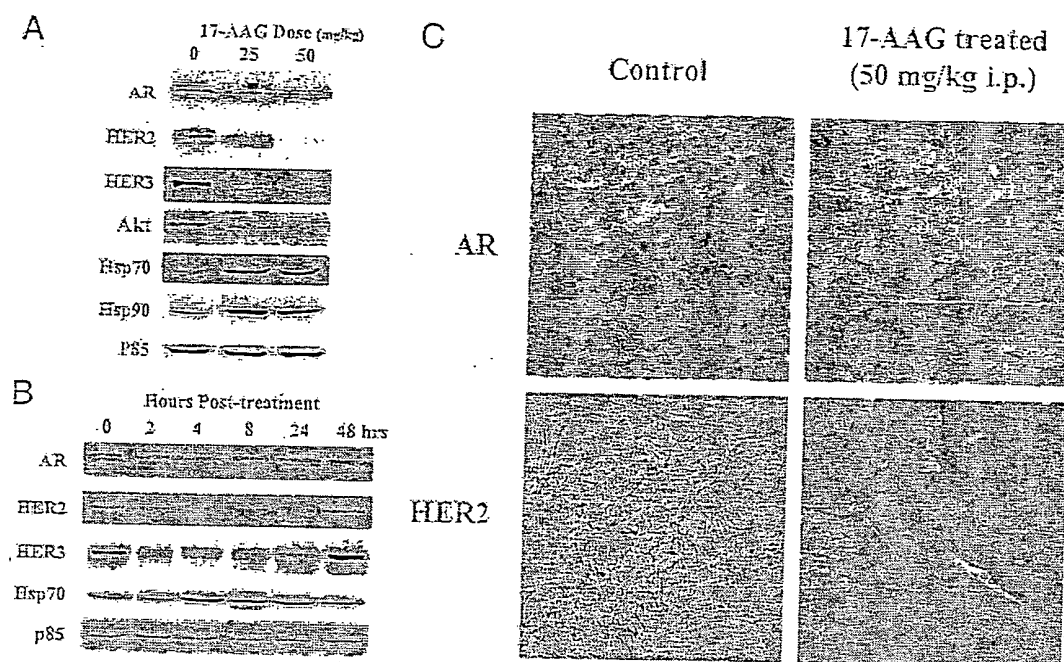 A
17-AAG Dose (mg/kg)
0 25 50
AR
HER2
HER3
Akt
Hsp70
Hsp90
P85
B
Hours Post-treatment
0 2 4 8 24 48 hrs
AR
HER2
HER3
Hsp70
p85
C
Control
17-AAG treated
(50 mg/kg i.p.)
AR
HER2